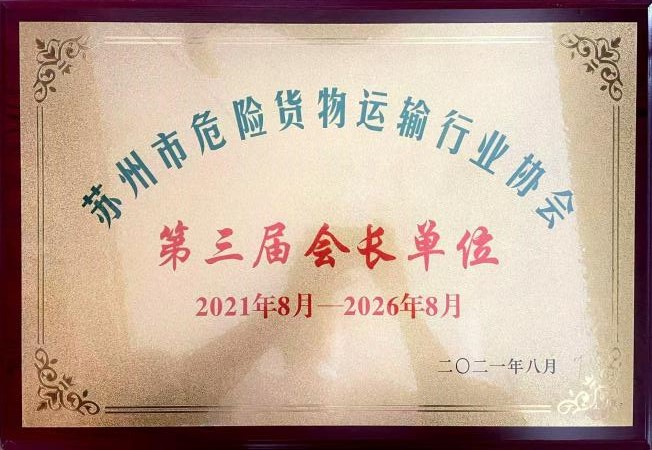 苏州市危险货物运输行业协会
第三届会长单位
2021年8月—2026年8月
二〇二一年八月